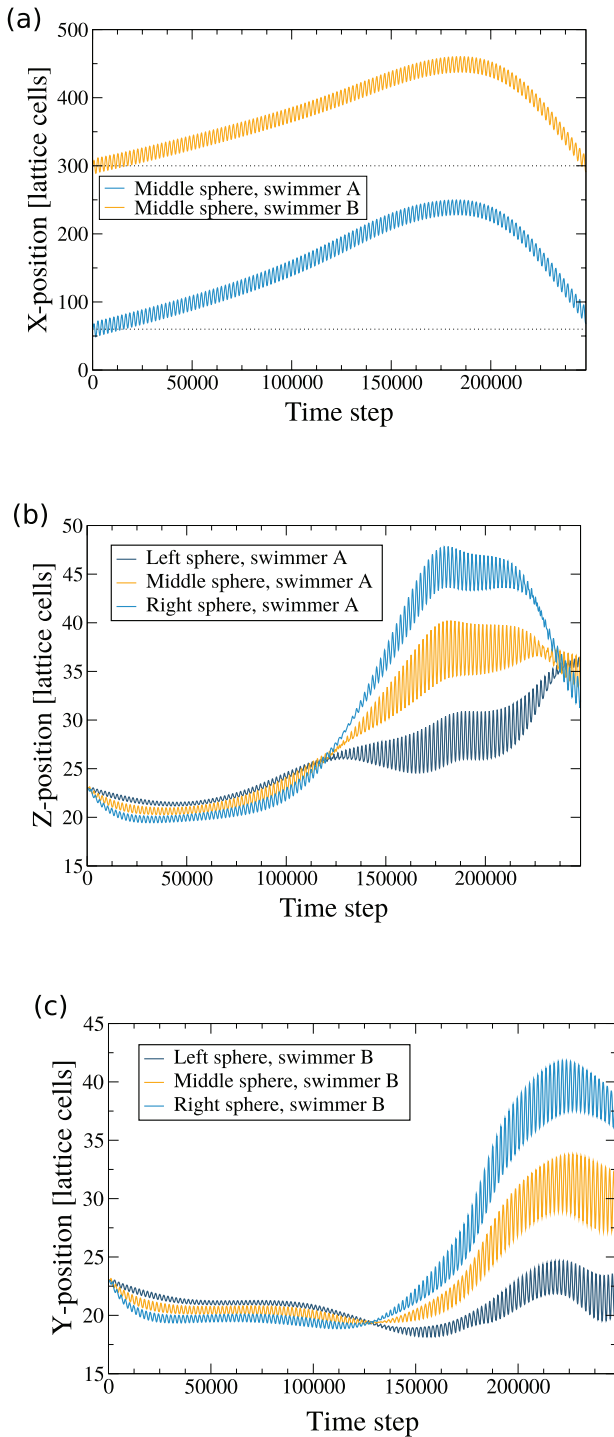 (a)
500
400
300
200
100
0
X-position [lattice cells]
Middle sphere, swimmer A
Middle sphere, swimmer B
0 50000 100000 150000 200000
Time step
(b)
50
45
40
35
30
25
20
15
Z-position [lattice cells]
Left sphere, swimmer A
Middle sphere, swimmer A
Right sphere, swimmer A
0 50000 100000 150000 200000
Time step
(c)
45
40
35
30
25
20
15
Y-position [lattice cells]
Left sphere, swimmer B
Middle sphere, swimmer B
Right sphere, swimmer B
0 50000 100000 150000 200000
Time step